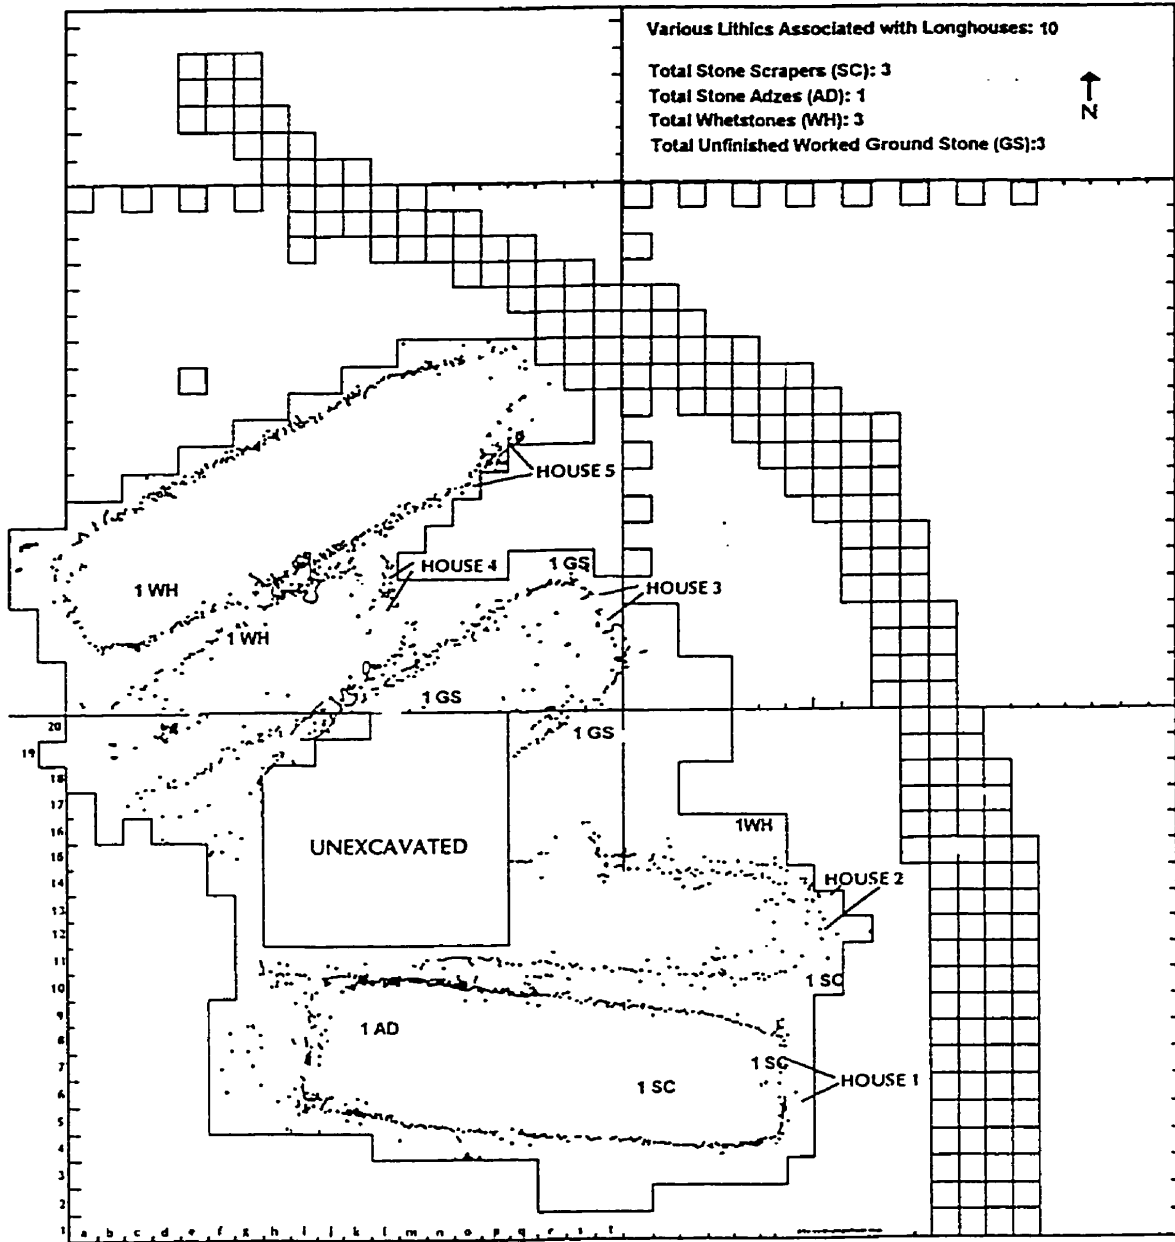 Various Lithics Associated with Longhouses: 10
Total Stone Scrapers (SC): 3
Total Stone Adzes (AD): 1
Total Whetstones (WH): 3
Total Unfinished Worked Ground Stone (GS):3
N
HOUSE 5
HOUSE 4
1 GS
HOUSE 3
1 WH
1 WH
1 GS
1 GS
20
19
18
17
16
15
14
13
12
11
10
9
8
7
6
5
4
3
2
1
UNEXCAVATED
1WH
HOUSE 2
1 SC
1 AD
1 SC
1 SC
HOUSE 1
a b c d e f g h i j k l m n o p q r s t